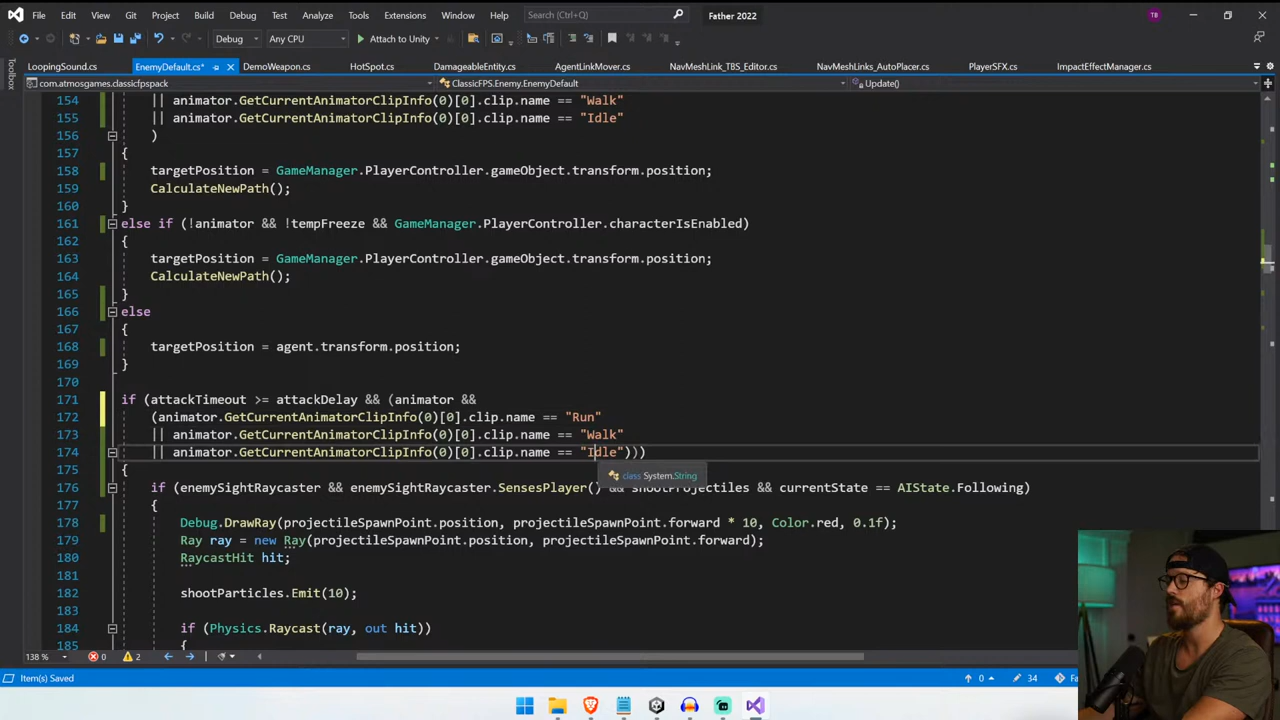 File Edit View Git Project Build Debug Test Analyze Tools Extensions Window Help Search (Ctrl+Q) Father 2022 TB
Debug Any CPU Attach to Unity
Toolbox
LoopingSound.cs EnemyDefault.cs* DemoWeapon.cs HotSpot.cs DamageableEntity.cs AgentLinkMover.cs NavMeshLink_TBS_Editor.cs NavMeshLinks_AutoPlacer.cs PlayerSFX.cs ImpactEffectManager.cs
com.atmosgames.classicfpspack ClassicFPS.Enemy.EnemyDefault Update()
154 || animator.GetCurrentAnimatorClipInfo(0)[0].clip.name == "Walk"
155 || animator.GetCurrentAnimatorClipInfo(0)[0].clip.name == "Idle"
156 )
157 {
158 targetPosition = GameManager.PlayerController.gameObject.transform.position;
159 CalculateNewPath();
160 }
161 else if (!animator && !tempFreeze && GameManager.PlayerController.characterIsEnabled)
162 {
163 targetPosition = GameManager.PlayerController.gameObject.transform.position;
164 CalculateNewPath();
165 }
166 else
167 {
168 targetPosition = agent.transform.position;
169 }
170
171 if (attackTimeout >= attackDelay && (animator &&
172 (animator.GetCurrentAnimatorClipInfo(0)[0].clip.name == "Run"
173 || animator.GetCurrentAnimatorClipInfo(0)[0].clip.name == "Walk"
174 || animator.GetCurrentAnimatorClipInfo(0)[0].clip.name == "Idle")))
175 {
class System.String
176 if (enemySightRaycaster && enemySightRaycaster.SensesPlayer() && shootProjectiles && currentState == AIState.Following)
177 {
178 Debug.DrawRay(projectileSpawnPoint.position, projectileSpawnPoint.forward * 10, Color.red, 0.1f);
179 Ray ray = new Ray(projectileSpawnPoint.position, projectileSpawnPoint.forward);
180 RaycastHit hit;
181
182 shootParticles.Emit(10);
183
184 if (Physics.Raycast(ray, out hit))
185 {
138 % 0 2
Item(s) Saved 0 34